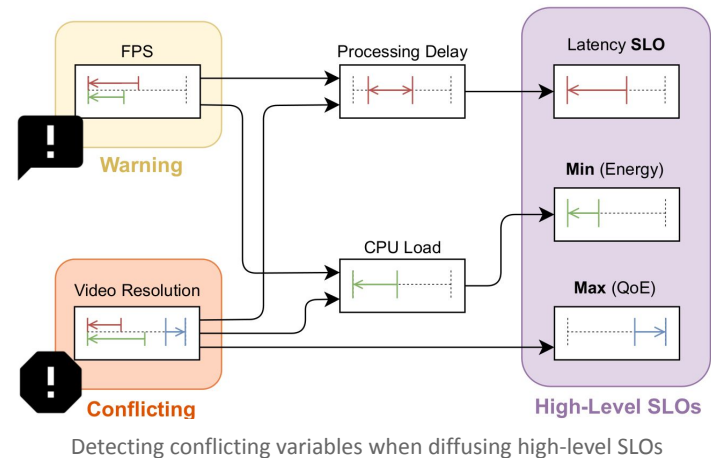 FPS
Processing Delay
Latency SLO
Warning
Min (Energy)
CPU Load
Video Resolution
Max (QoE)
Conflicting
High-Level SLOs
Detecting conflicting variables when diffusing high-level SLOs